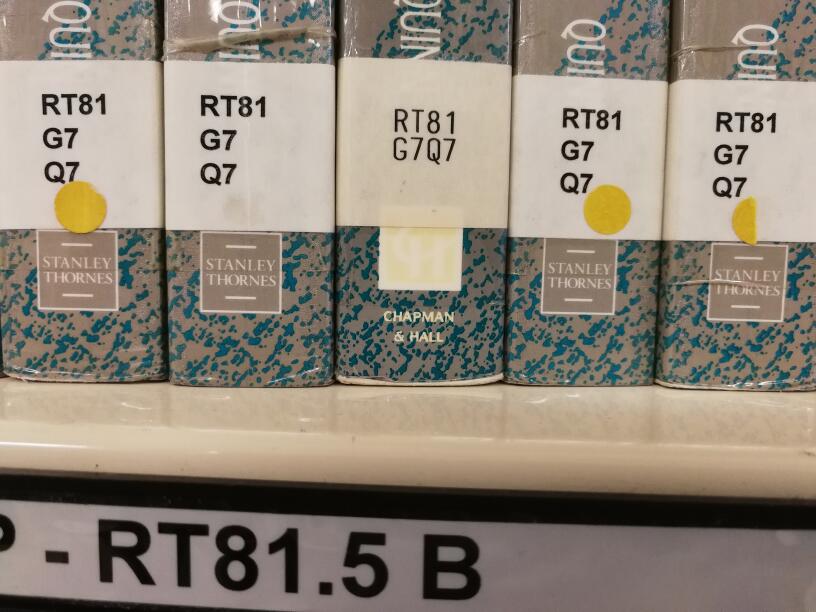 RT81
G7
Q7
STANLEY
THORNES
RT81
G7
Q7
STANLEY
THORNES
RT81
G7Q7
CHAPMAN
& HALL
RT81
G7
Q7
STANLEY
THORNES
RT81
G7
Q7
STANLEY
THORNES
- RT81.5 B